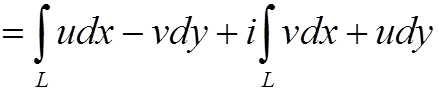 = ∫_L udx − vdy + i ∫_L vdx + udy